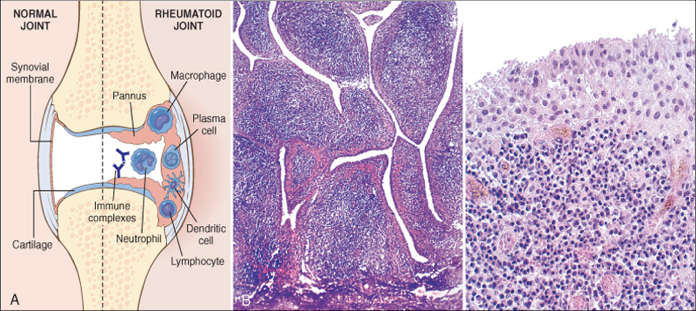 NORMAL
JOINT
RHEUMATOID
JOINT
Synovial
membrane
Macrophage
Pannus
Plasma
cell
Immune
complexes
Neutrophil
Dendritic
cell
Cartilage
Lymphocyte
A
B